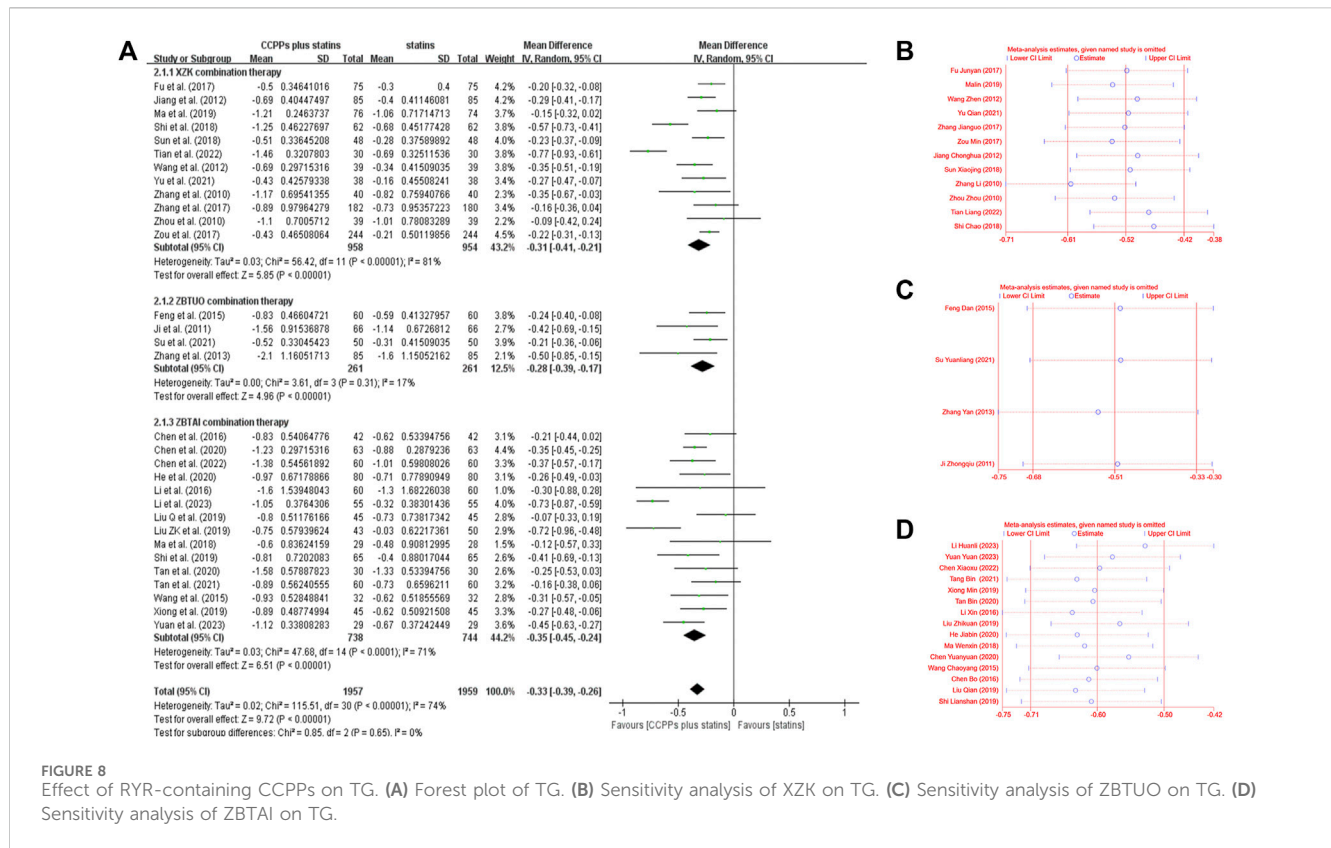 A
CCPPs plus statins statins Mean Difference Mean Difference
Study or Subgroup Mean SD Total Mean SD Total Weight IV, Random, 95% CI IV, Random, 95% CI
2.1.1 XZK combination therapy
Fu et al. (2017) -0.5 0.34641016 75 -0.3 0.4 75 4.2% -0.20 [-0.32, -0.08]
Jiang et al. (2012) -0.69 0.40447497 85 -0.4 0.41146081 85 4.1% -0.29 [-0.41, -0.17]
Ma et al. (2019) -1.21 0.2463737 76 -1.06 0.71714713 74 3.6% -0.15 [-0.32, 0.02]
Shi et al. (2018) -1.25 0.46227697 62 -0.68 0.45177428 62 3.7% -0.57 [-0.73, -0.41]
Sun et al. (2018) -0.51 0.33645208 48 -0.28 0.37589892 48 4.0% -0.23 [-0.37, -0.09]
Tian et al. (2022) -1.46 0.3207803 30 -0.69 0.32511536 30 3.7% -0.77 [-0.93, -0.61]
Wang et al. (2012) -0.69 0.29715316 39 -0.34 0.41509035 39 3.7% -0.35 [-0.51, -0.19]
Yu et al. (2021) -0.43 0.42579338 38 -0.16 0.45508241 38 3.3% -0.27 [-0.47, -0.07]
Zhang et al. (2010) -1.17 0.69541355 40 -0.82 0.75940766 40 2.2% -0.35 [-0.67, -0.03]
Zhang et al. (2017) -0.89 0.97964279 182 -0.73 0.95357223 180 3.1% -0.16 [-0.36, 0.04]
Zhou et al. (2010) -1.1 0.7005712 39 -1.01 0.78083289 39 2.1% -0.09 [-0.42, 0.24]
Zou et al. (2017) -0.43 0.46508064 244 -0.21 0.50119856 244 4.5% -0.22 [-0.31, -0.13]
Subtotal (95% CI) 958 954 43.2% -0.31 [-0.41, -0.21]
Heterogeneity: Tau² = 0.03; Chi² = 56.42, df = 11 (P < 0.00001); I² = 81%
Test for overall effect: Z = 5.85 (P < 0.00001)
2.1.2 ZBTUO combination therapy
Feng et al. (2015) -0.83 0.46604721 60 -0.59 0.41327957 60 3.8% -0.24 [-0.40, -0.08]
Ji et al. (2011) -1.56 0.91536878 66 -1.14 0.6726812 66 2.6% -0.42 [-0.69, -0.15]
Su et al. (2021) -0.52 0.33045423 50 -0.31 0.41509035 50 3.9% -0.21 [-0.36, -0.06]
Zhang et al. (2013) -2.1 1.16051713 85 -1.6 1.15052162 85 2.1% -0.50 [-0.85, -0.15]
Subtotal (95% CI) 261 261 12.5% -0.28 [-0.39, -0.17]
Heterogeneity: Tau² = 0.00; Chi² = 3.61, df = 3 (P = 0.31); I² = 17%
Test for overall effect: Z = 4.96 (P < 0.00001)
2.1.3 ZBTAI combination therapy
Chen et al. (2016) -0.83 0.54064776 42 -0.62 0.53394756 42 3.1% -0.21 [-0.44, 0.02]
Chen et al. (2020) -1.23 0.29715316 63 -0.88 0.2879236 63 4.3% -0.35 [-0.45, -0.25]
Chen et al. (2022) -1.38 0.54561892 60 -1.01 0.59808026 60 3.3% -0.37 [-0.57, -0.17]
He et al. (2020) -0.97 0.67178866 80 -0.71 0.77890949 80 3.0% -0.26 [-0.49, -0.03]
Li et al. (2016) -1.6 1.53948043 60 -1.3 1.68226038 60 1.0% -0.30 [-0.88, 0.28]
Li et al. (2023) -1.05 0.3764306 55 -0.32 0.38301436 55 4.0% -0.73 [-0.87, -0.59]
Liu Q et al. (2019) -0.8 0.51176166 45 -0.73 0.73817342 45 2.7% -0.07 [-0.33, 0.19]
Liu ZK et al. (2019) -0.75 0.57939624 43 -0.03 0.62217361 50 2.9% -0.72 [-0.96, -0.48]
Ma et al. (2018) -0.6 0.83624159 29 -0.48 0.90812995 28 1.4% -0.12 [-0.57, 0.33]
Shi et al. (2019) -0.81 0.7202083 65 -0.4 0.88017044 65 2.5% -0.41 [-0.69, -0.13]
Tan et al. (2020) -1.58 0.57887823 30 -1.33 0.53394756 30 2.5% -0.25 [-0.53, 0.03]
Tan et al. (2021) -0.89 0.56240205 60 -0.73 0.6596211 60 3.1% -0.16 [-0.38, 0.06]
Wang et al. (2015) -0.93 0.52848841 32 -0.62 0.51855569 32 2.8% -0.31 [-0.57, -0.05]
Xiong et al. (2019) -0.89 0.48774994 45 -0.62 0.50921508 45 3.2% -0.27 [-0.48, -0.06]
Yuan et al. (2023) -1.12 0.33808283 29 -0.67 0.37242449 29 3.5% -0.45 [-0.63, -0.27]
Subtotal (95% CI) 738 744 44.2% -0.35 [-0.45, -0.24]
Heterogeneity: Tau² = 0.03; Chi² = 47.68, df = 14 (P < 0.0001); I² = 71%
Test for overall effect: Z = 6.51 (P < 0.00001)
Total (95% CI) 1957 1959 100.0% -0.33 [-0.39, -0.26]
Heterogeneity: Tau² = 0.02; Chi² = 115.51, df = 30 (P < 0.00001); I² = 74%
Test for overall effect: Z = 9.72 (P < 0.00001)
Test for subgroup differences: Chi² = 0.85, df = 2 (P = 0.65), I² = 0%
-1 -0.5 0 0.5 1
Favours [CCPPs plus statins] Favours [statins]
B
Meta-analysis estimates, given named study is omitted
Lower CI Limit Estimate Upper CI Limit
Fu Junyan (2017)
Malin (2019)
Wang Zhen (2012)
Yu Qian (2021)
Zhang Jianguo (2017)
Zou Min (2017)
Jiang Chonghua (2012)
Sun Xiaojing (2018)
Zhang Li (2010)
Zhou Zhou (2010)
Tian Liang (2022)
Shi Chao (2018)
-0.71 -0.61 -0.52 -0.42 -0.38
C
Meta-analysis estimates, given named study is omitted
Lower CI Limit Estimate Upper CI Limit
Feng Dan (2015)
Su Yuanliang (2021)
Zhang Yan (2013)
Ji Zhongqiu (2011)
-0.75 -0.68 -0.51 -0.33 -0.30
D
Meta-analysis estimates, given named study is omitted
Lower CI Limit Estimate Upper CI Limit
Li Huanli (2023)
Yuan Yuan (2023)
Chen Xiaoxu (2022)
Tang Bin (2021)
Xiong Min (2019)
Tan Bin (2020)
Li Xin (2016)
Liu Zhikuan (2019)
He Jiabin (2020)
Ma Wenxin (2018)
Chen Yuanyuan (2020)
Wang Chaoyang (2015)
Chen Bo (2016)
Liu Qian (2019)
Shi Lianshan (2019)
-0.75 -0.71 -0.60 -0.50 -0.42
FIGURE 8
Effect of RYR-containing CCPPs on TG. (A) Forest plot of TG. (B) Sensitivity analysis of XZK on TG. (C) Sensitivity analysis of ZBTUO on TG. (D)
Sensitivity analysis of ZBTAI on TG.